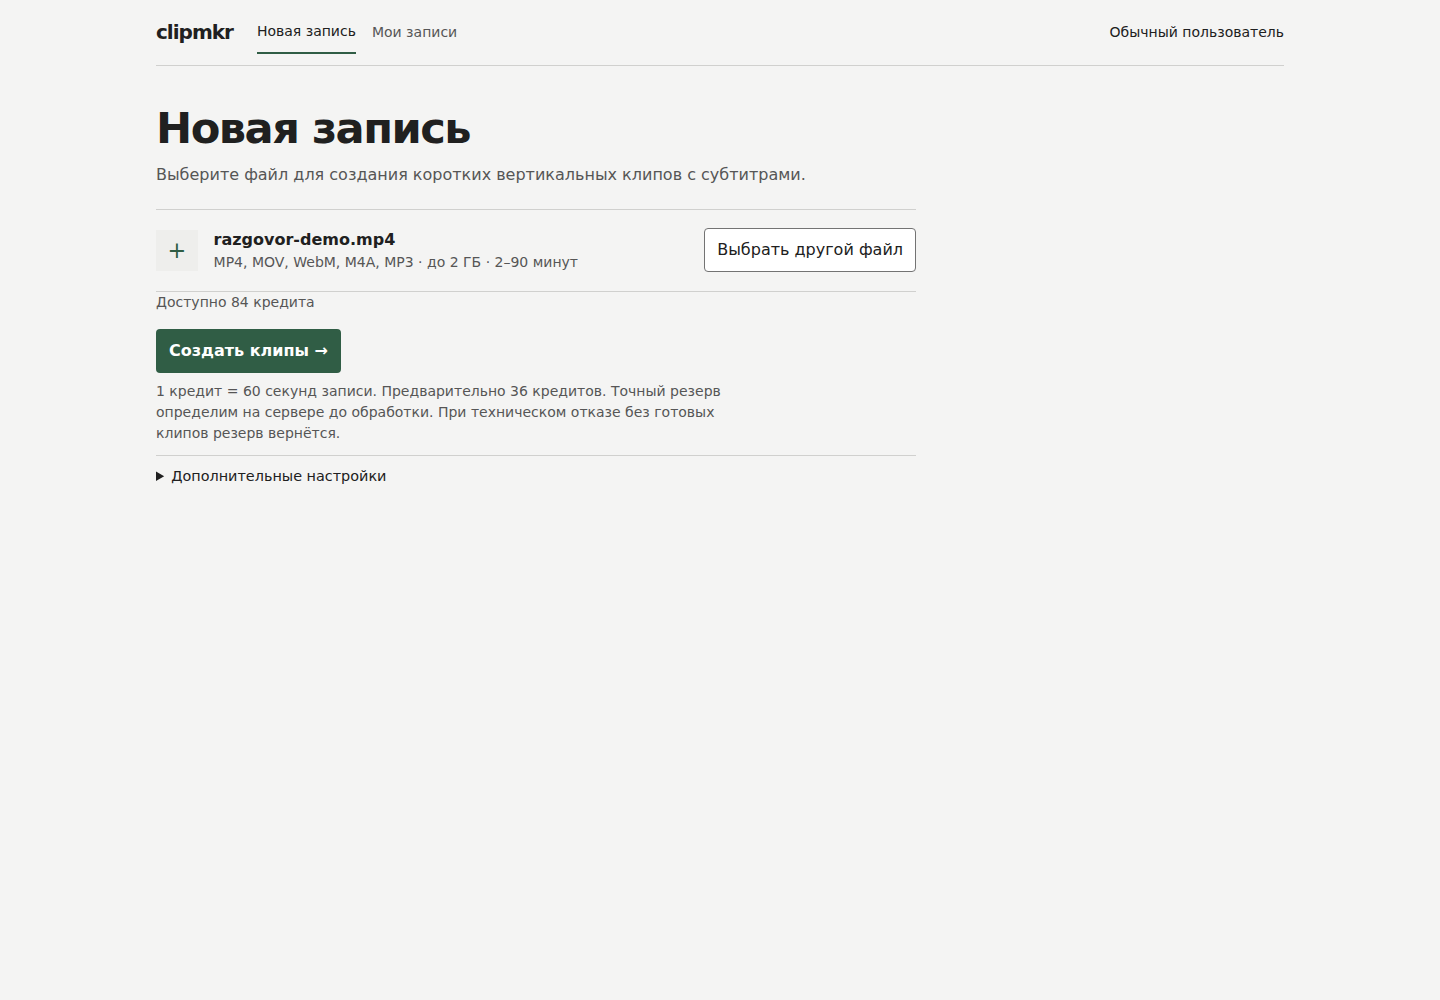 clipmkr Новая запись Мои записи Обычный пользователь
Новая запись
Выберите файл для создания коротких вертикальных клипов с субтитрами.
+ razgovor-demo.mp4
MP4, MOV, WebM, M4A, MP3 · до 2 ГБ · 2–90 минут
Выбрать другой файл
Доступно 84 кредита
Создать клипы →
1 кредит = 60 секунд записи. Предварительно 36 кредитов. Точный резерв
определим на сервере до обработки. При техническом отказе без готовых
клипов резерв вернётся.
▶ Дополнительные настройки